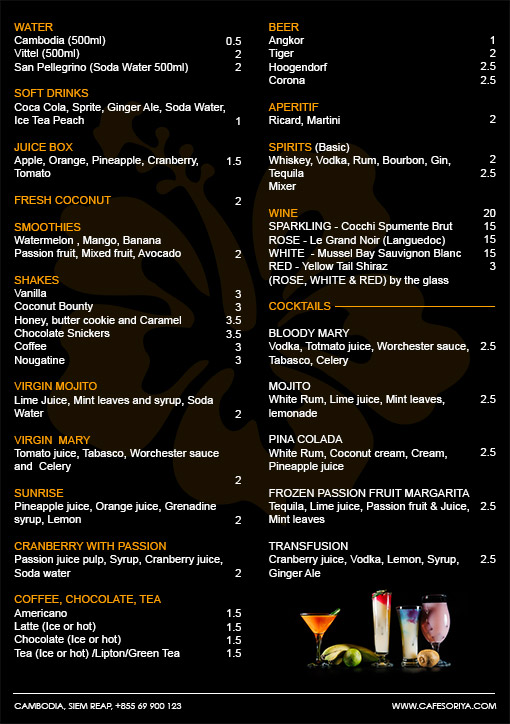 WATER
Cambodia (500ml) 0.5
Vittel (500ml) 2
San Pellegrino (Soda Water 500ml) 2
SOFT DRINKS
Coca Cola, Sprite, Ginger Ale, Soda Water,
Ice Tea Peach 1
JUICE BOX
Apple, Orange, Pineapple, Cranberry, 1.5
Tomato
FRESH COCONUT 2
SMOOTHIES
Watermelon , Mango, Banana
Passion fruit, Mixed fruit, Avocado 2
SHAKES
Vanilla 3
Coconut Bounty 3
Honey, butter cookie and Caramel 3.5
Chocolate Snickers 3.5
Coffee 3
Nougatine 3
VIRGIN MOJITO
Lime Juice, Mint leaves and syrup, Soda
Water 2
VIRGIN MARY
Tomato juice, Tabasco, Worchester sauce
and Celery
2
SUNRISE
Pineapple juice, Orange juice, Grenadine
syrup, Lemon 2
CRANBERRY WITH PASSION
Passion juice pulp, Syrup, Cranberry juice,
Soda water 2
COFFEE, CHOCOLATE, TEA
Americano 1.5
Latte (Ice or hot) 1.5
Chocolate (Ice or hot) 1.5
Tea (Ice or hot) /Lipton/Green Tea 1.5
BEER
Angkor 1
Tiger 2
Hoogendorf 2.5
Corona 2.5
APERITIF
Ricard, Martini 2
SPIRITS (Basic)
Whiskey, Vodka, Rum, Bourbon, Gin, 2
Tequila 2.5
Mixer
WINE 20
SPARKLING - Cocchi Spumente Brut 15
ROSE - Le Grand Noir (Languedoc) 15
WHITE - Mussel Bay Sauvignon Blanc 15
RED - Yellow Tail Shiraz 3
(ROSE, WHITE & RED) by the glass
COCKTAILS
BLOODY MARY
Vodka, Totmato juice, Worchester sauce, 2.5
Tabasco, Celery
MOJITO
White Rum, Lime juice, Mint leaves, 2.5
lemonade
PINA COLADA
White Rum, Coconut cream, Cream, 2.5
Pineapple juice
FROZEN PASSION FRUIT MARGARITA
Tequila, Lime juice, Passion fruit & Juice, 2.5
Mint leaves
TRANSFUSION
Cranberry juice, Vodka, Lemon, Syrup, 2.5
Ginger Ale
CAMBODIA, SIEM REAP, +855 69 900 123
WWW.CAFESORIYA.COM